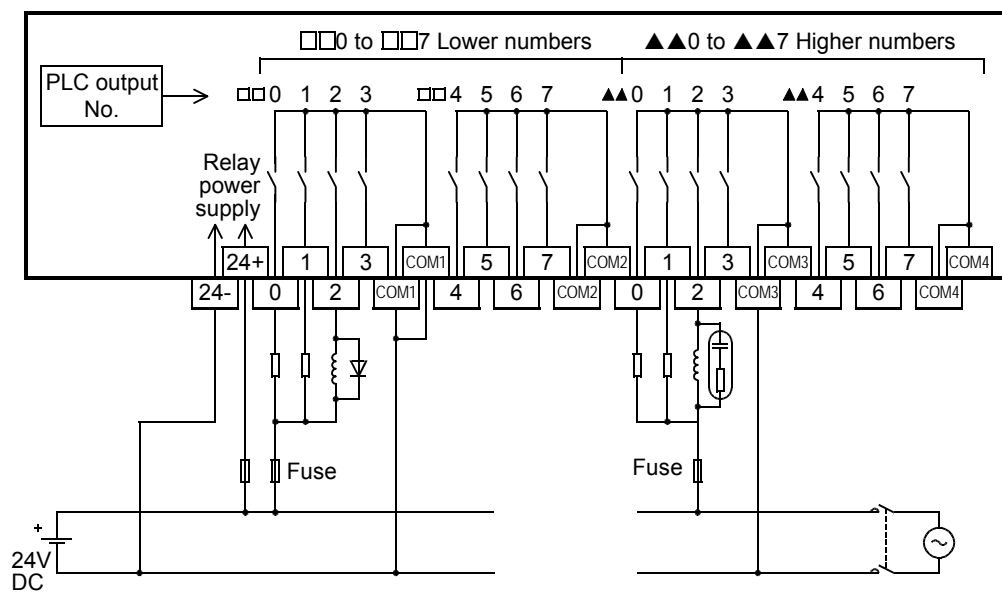 □□0 to □□7 Lower numbers ▲▲0 to ▲▲7 Higher numbers
PLC output
No.
□□0 1 2 3 □□4 5 6 7 ▲▲0 1 2 3 ▲▲4 5 6 7
Relay
power
supply
24+ 1 3 COM1 5 7 COM2 1 3 COM3 5 7 COM4
24- 0 2 COM1 4 6 COM2 0 2 COM3 4 6 COM4
Fuse Fuse
+
24V
DC